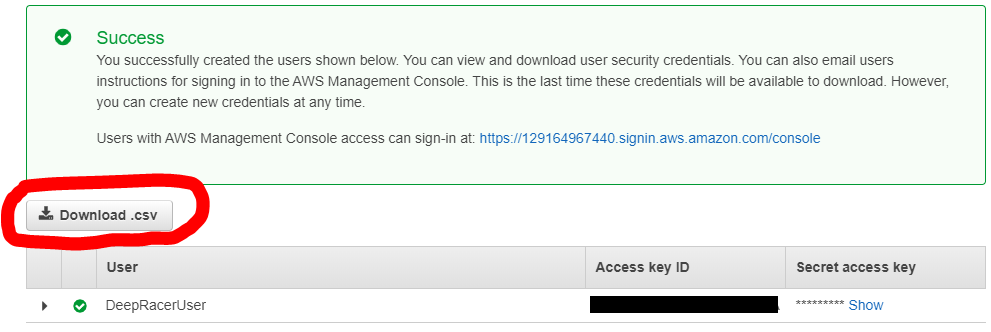 Success
You successfully created the users shown below. You can view and download user security credentials. You can also email users
instructions for signing in to the AWS Management Console. This is the last time these credentials will be available to download. However,
you can create new credentials at any time.
Users with AWS Management Console access can sign-in at: https://129164967440.signin.aws.amazon.com/console
Download .csv
User Access key ID Secret access key
DeepRacerUser ********* Show